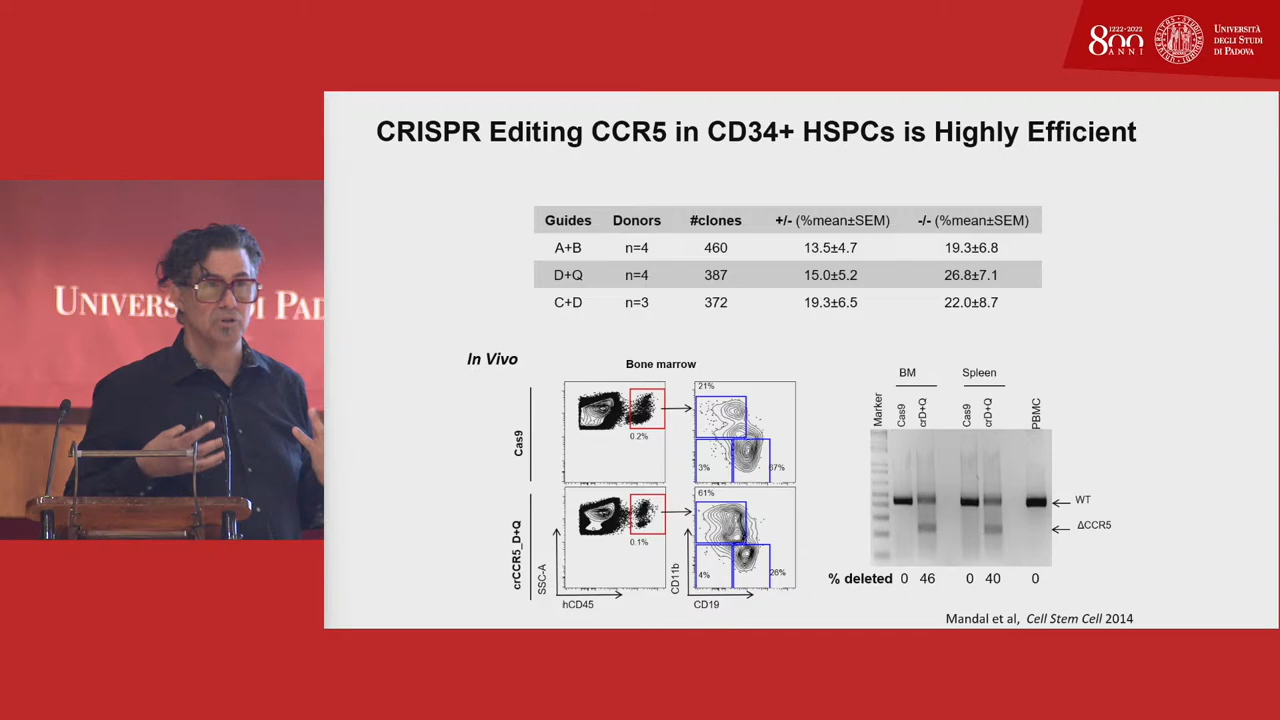 800
1222-2022
ANNI
UNIVERSITÀ
DEGLI STUDI
DI PADOVA
UNIVERSITÀ
STUDI DI PAD
CRISPR Editing CCR5 in CD34+ HSPCs is Highly Efficient
Guides Donors #clones +/- (%mean±SEM) -/- (%mean±SEM)
A+B n=4 460 13.5±4.7 19.3±6.8
D+Q n=4 387 15.0±5.2 26.8±7.1
C+D n=3 372 19.3±6.5 22.0±8.7
In Vivo
Bone marrow
Cas9
0.2%
21%
3%
67%
crCCR5_D+Q
0.1%
61%
4%
26%
SSC-A
hCD45
CD11b
CD19
BM Spleen
Marker Cas9 crD+Q Cas9 crD+Q PBMC
WT
ΔCCR5
% deleted 0 46 0 40 0
Mandal et al, Cell Stem Cell 2014